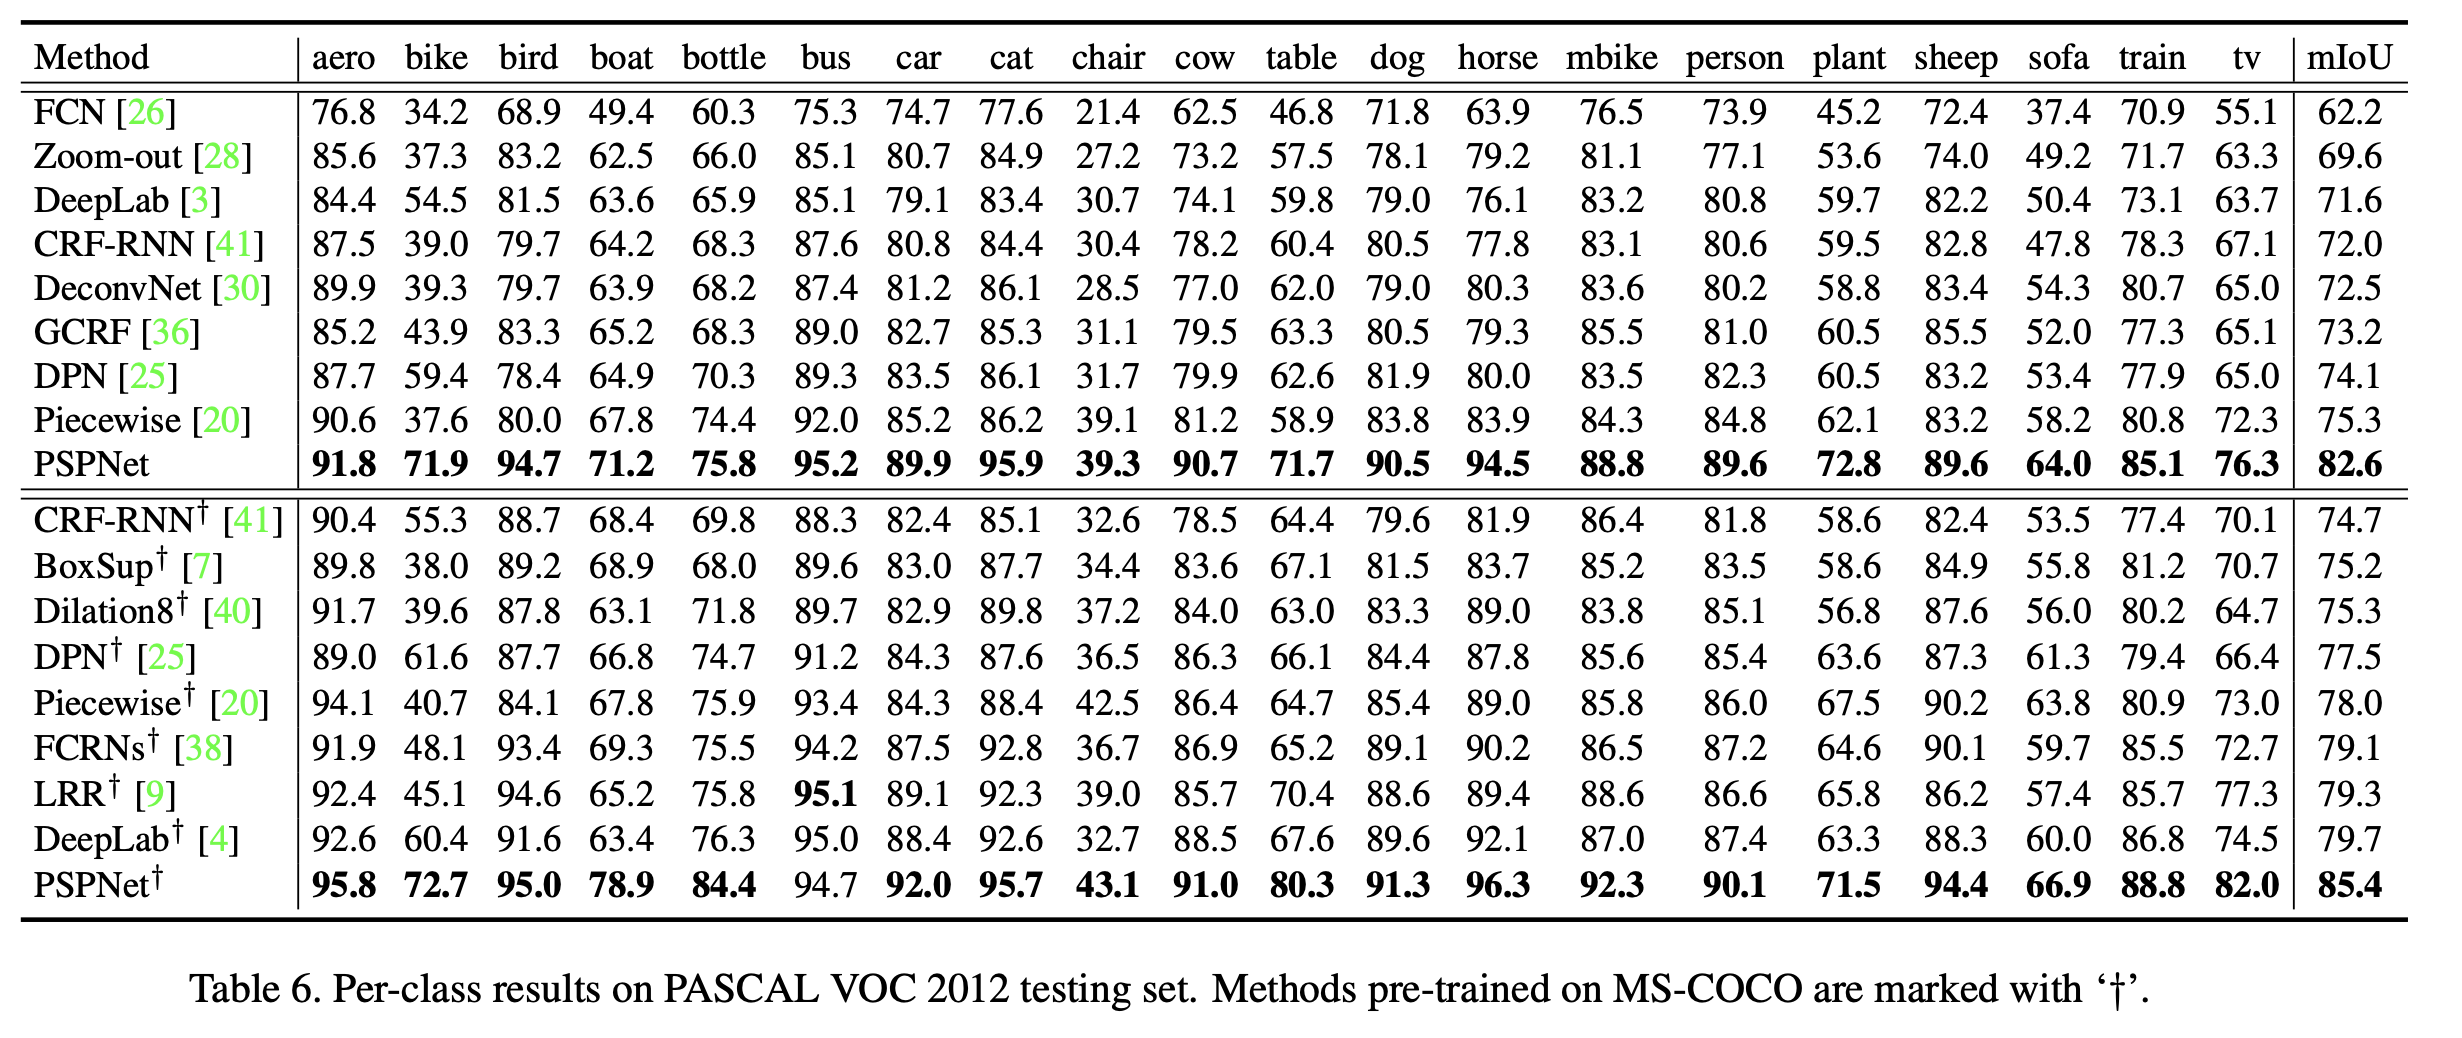 Method aero bike bird boat bottle bus car cat chair cow table dog horse mbike person plant sheep sofa train tv mIoU
FCN [26] 76.8 34.2 68.9 49.4 60.3 75.3 74.7 77.6 21.4 62.5 46.8 71.8 63.9 76.5 73.9 45.2 72.4 37.4 70.9 55.1 62.2
Zoom-out [28] 85.6 37.3 83.2 62.5 66.0 85.1 80.7 84.9 27.2 73.2 57.5 78.1 79.2 81.1 77.1 53.6 74.0 49.2 71.7 63.3 69.6
DeepLab [3] 84.4 54.5 81.5 63.6 65.9 85.1 79.1 83.4 30.7 74.1 59.8 79.0 76.1 83.2 80.8 59.7 82.2 50.4 73.1 63.7 71.6
CRF-RNN [41] 87.5 39.0 79.7 64.2 68.3 87.6 80.8 84.4 30.4 78.2 60.4 80.5 77.8 83.1 80.6 59.5 82.8 47.8 78.3 67.1 72.0
DeconvNet [30] 89.9 39.3 79.7 63.9 68.2 87.4 81.2 86.1 28.5 77.0 62.0 79.0 80.3 83.6 80.2 58.8 83.4 54.3 80.7 65.0 72.5
GCRF [36] 85.2 43.9 83.3 65.2 68.3 89.0 82.7 85.3 31.1 79.5 63.3 80.5 79.3 85.5 81.0 60.5 85.5 52.0 77.3 65.1 73.2
DPN [25] 87.7 59.4 78.4 64.9 70.3 89.3 83.5 86.1 31.7 79.9 62.6 81.9 80.0 83.5 82.3 60.5 83.2 53.4 77.9 65.0 74.1
Piecewise [20] 90.6 37.6 80.0 67.8 74.4 92.0 85.2 86.2 39.1 81.2 58.9 83.8 83.9 84.3 84.8 62.1 83.2 58.2 80.8 72.3 75.3
PSPNet 91.8 71.9 94.7 71.2 75.8 95.2 89.9 95.9 39.3 90.7 71.7 90.5 94.5 88.8 89.6 72.8 89.6 64.0 85.1 76.3 82.6
CRF-RNN† [41] 90.4 55.3 88.7 68.4 69.8 88.3 82.4 85.1 32.6 78.5 64.4 79.6 81.9 86.4 81.8 58.6 82.4 53.5 77.4 70.1 74.7
BoxSup† [7] 89.8 38.0 89.2 68.9 68.0 89.6 83.0 87.7 34.4 83.6 67.1 81.5 83.7 85.2 83.5 58.6 84.9 55.8 81.2 70.7 75.2
Dilation8† [40] 91.7 39.6 87.8 63.1 71.8 89.7 82.9 89.8 37.2 84.0 63.0 83.3 89.0 83.8 85.1 56.8 87.6 56.0 80.2 64.7 75.3
DPN† [25] 89.0 61.6 87.7 66.8 74.7 91.2 84.3 87.6 36.5 86.3 66.1 84.4 87.8 85.6 85.4 63.6 87.3 61.3 79.4 66.4 77.5
Piecewise† [20] 94.1 40.7 84.1 67.8 75.9 93.4 84.3 88.4 42.5 86.4 64.7 85.4 89.0 85.8 86.0 67.5 90.2 63.8 80.9 73.0 78.0
FCRNs† [38] 91.9 48.1 93.4 69.3 75.5 94.2 87.5 92.8 36.7 86.9 65.2 89.1 90.2 86.5 87.2 64.6 90.1 59.7 85.5 72.7 79.1
LRR† [9] 92.4 45.1 94.6 65.2 75.8 95.1 89.1 92.3 39.0 85.7 70.4 88.6 89.4 88.6 86.6 65.8 86.2 57.4 85.7 77.3 79.3
DeepLab† [4] 92.6 60.4 91.6 63.4 76.3 95.0 88.4 92.6 32.7 88.5 67.6 89.6 92.1 87.0 87.4 63.3 88.3 60.0 86.8 74.5 79.7
PSPNet† 95.8 72.7 95.0 78.9 84.4 94.7 92.0 95.7 43.1 91.0 80.3 91.3 96.3 92.3 90.1 71.5 94.4 66.9 88.8 82.0 85.4
Table 6. Per-class results on PASCAL VOC 2012 testing set. Methods pre-trained on MS-COCO are marked with ‘†’.